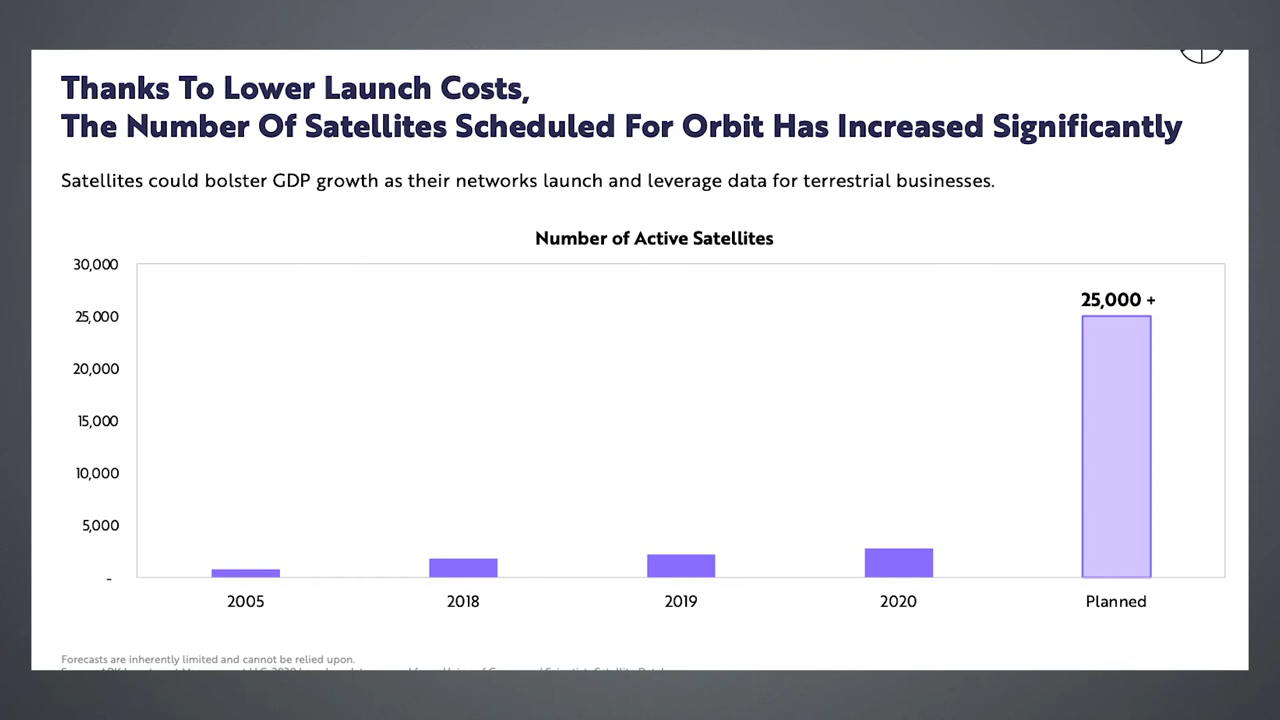 Thanks To Lower Launch Costs,
The Number Of Satellites Scheduled For Orbit Has Increased Significantly
Satellites could bolster GDP growth as their networks launch and leverage data for terrestrial businesses.
Number of Active Satellites
30,000
25,000 +
25,000
20,000
15,000
10,000
5,000
-
2005 2018 2019 2020 Planned
Forecasts are inherently limited and cannot be relied upon.